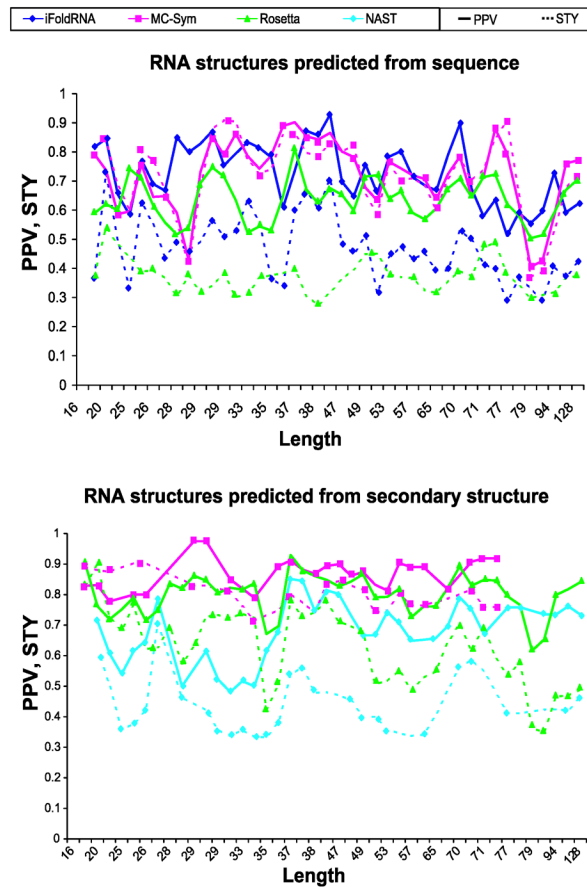 iFoldRNA MC-Sym Rosetta NAST PPV STY
RNA structures predicted from sequence
PPV, STY
1
0.9
0.8
0.7
0.6
0.5
0.4
0.3
0.2
0.1
0
16 20 25 26 28 29 29 33 35 37 38 45 47 49 53 57 65 70 71 77 79 94 128
Length
RNA structures predicted from secondary structure
PPV, STY
1
0.9
0.8
0.7
0.6
0.5
0.4
0.3
0.2
0.1
0
16 20 25 26 28 29 29 33 35 37 38 46 47 49 53 57 65 70 71 77 79 94 128
Length